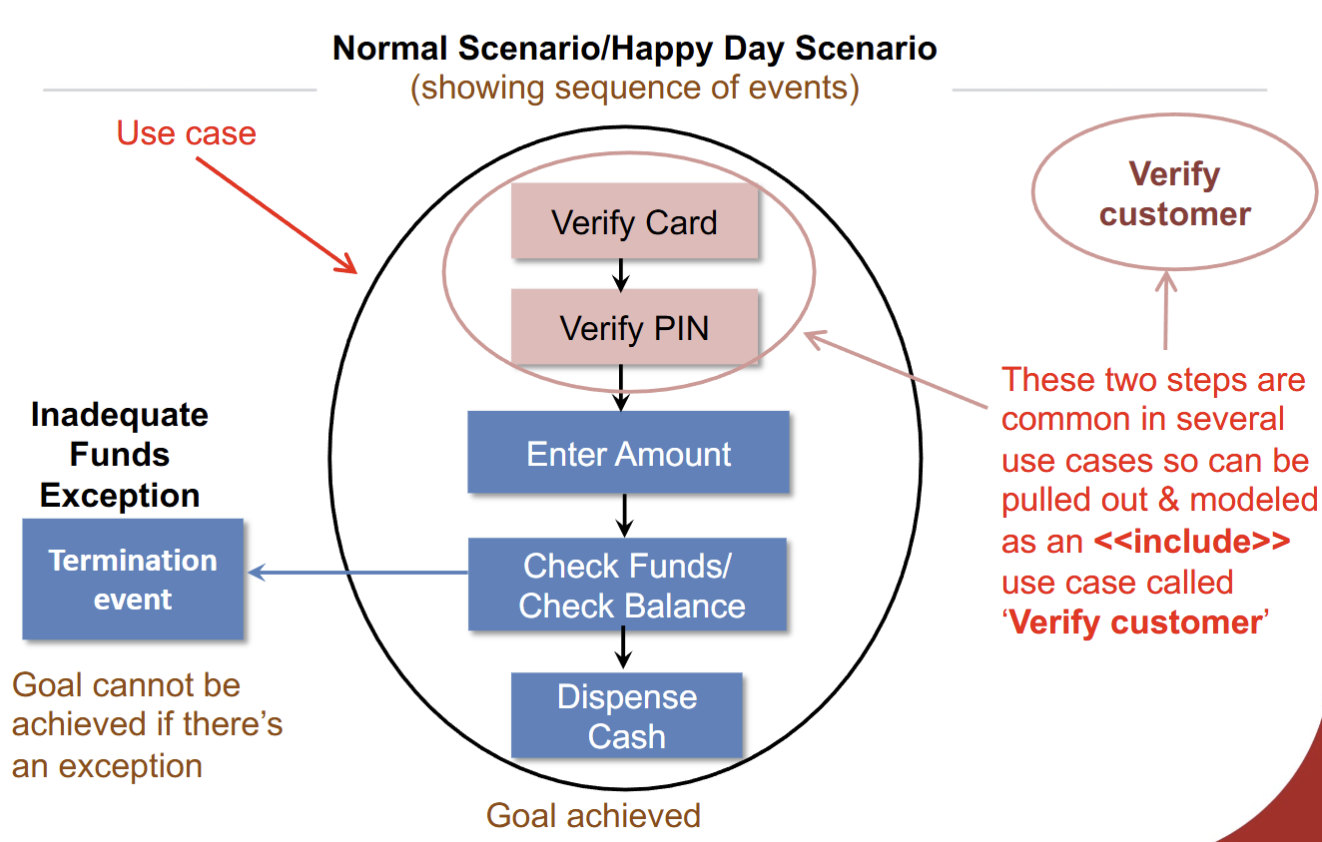 Normal Scenario/Happy Day Scenario
(showing sequence of events)
Use case
Verify
customer
Verify Card
Verify PIN
These two steps are
common in several
use cases so can be
pulled out & modeled
as an <<include>>
use case called
‘Verify customer’
Inadequate
Funds
Exception
Enter Amount
Termination
event
Check Funds/
Check Balance
Goal cannot be
achieved if there’s
an exception
Dispense
Cash
Goal achieved